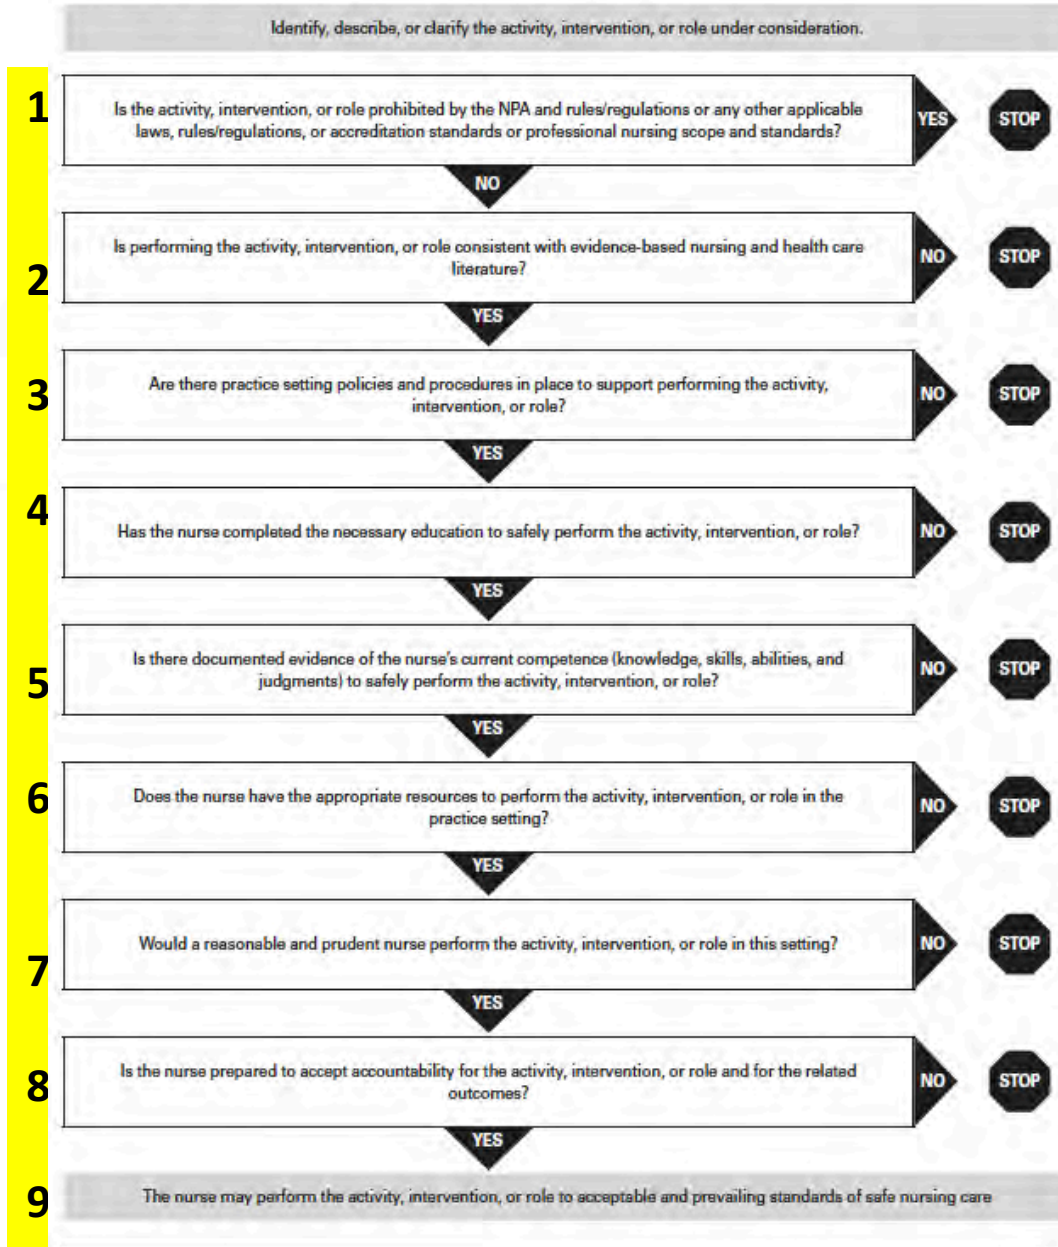 Identify, describe, or clarify the activity, intervention, or role under consideration.
1
Is the activity, intervention, or role prohibited by the NPA and rules/regulations or any other applicable
laws, rules/regulations, or accreditation standards or professional nursing scope and standards?
YES
STOP
NO
2
Is performing the activity, intervention, or role consistent with evidence-based nursing and health care
literature?
NO
STOP
YES
3
Are there practice setting policies and procedures in place to support performing the activity,
intervention, or role?
NO
STOP
YES
4
Has the nurse completed the necessary education to safely perform the activity, intervention, or role?
NO
STOP
YES
5
Is there documented evidence of the nurse's current competence (knowledge, skills, abilities, and
judgments) to safely perform the activity, intervention, or role?
NO
STOP
YES
6
Does the nurse have the appropriate resources to perform the activity, intervention, or role in the
practice setting?
NO
STOP
YES
7
Would a reasonable and prudent nurse perform the activity, intervention, or role in this setting?
NO
STOP
YES
8
Is the nurse prepared to accept accountability for the activity, intervention, or role and for the related
outcomes?
NO
STOP
YES
9
The nurse may perform the activity, intervention, or role to acceptable and prevailing standards of safe nursing care